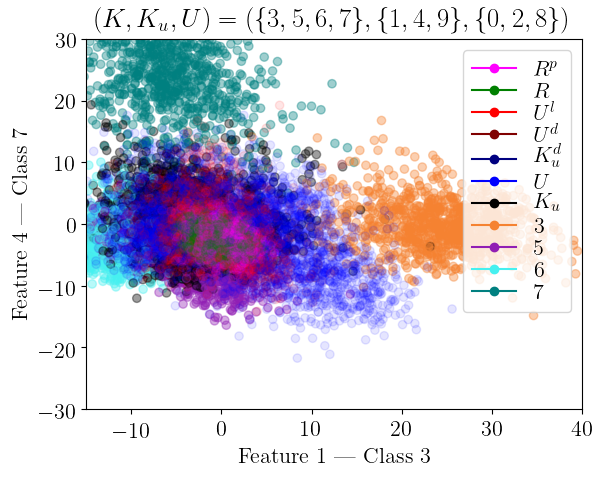 (K, K_u, U) = ({3, 5, 6, 7}, {1, 4, 9}, {0, 2, 8})
30
20
10
0
−10
−20
−30
Feature 4 — Class 7
R^p
R
U^l
U^d
K_u^d
U
K_u
3
5
6
7
−10
0
10
20
30
40
Feature 1 — Class 3